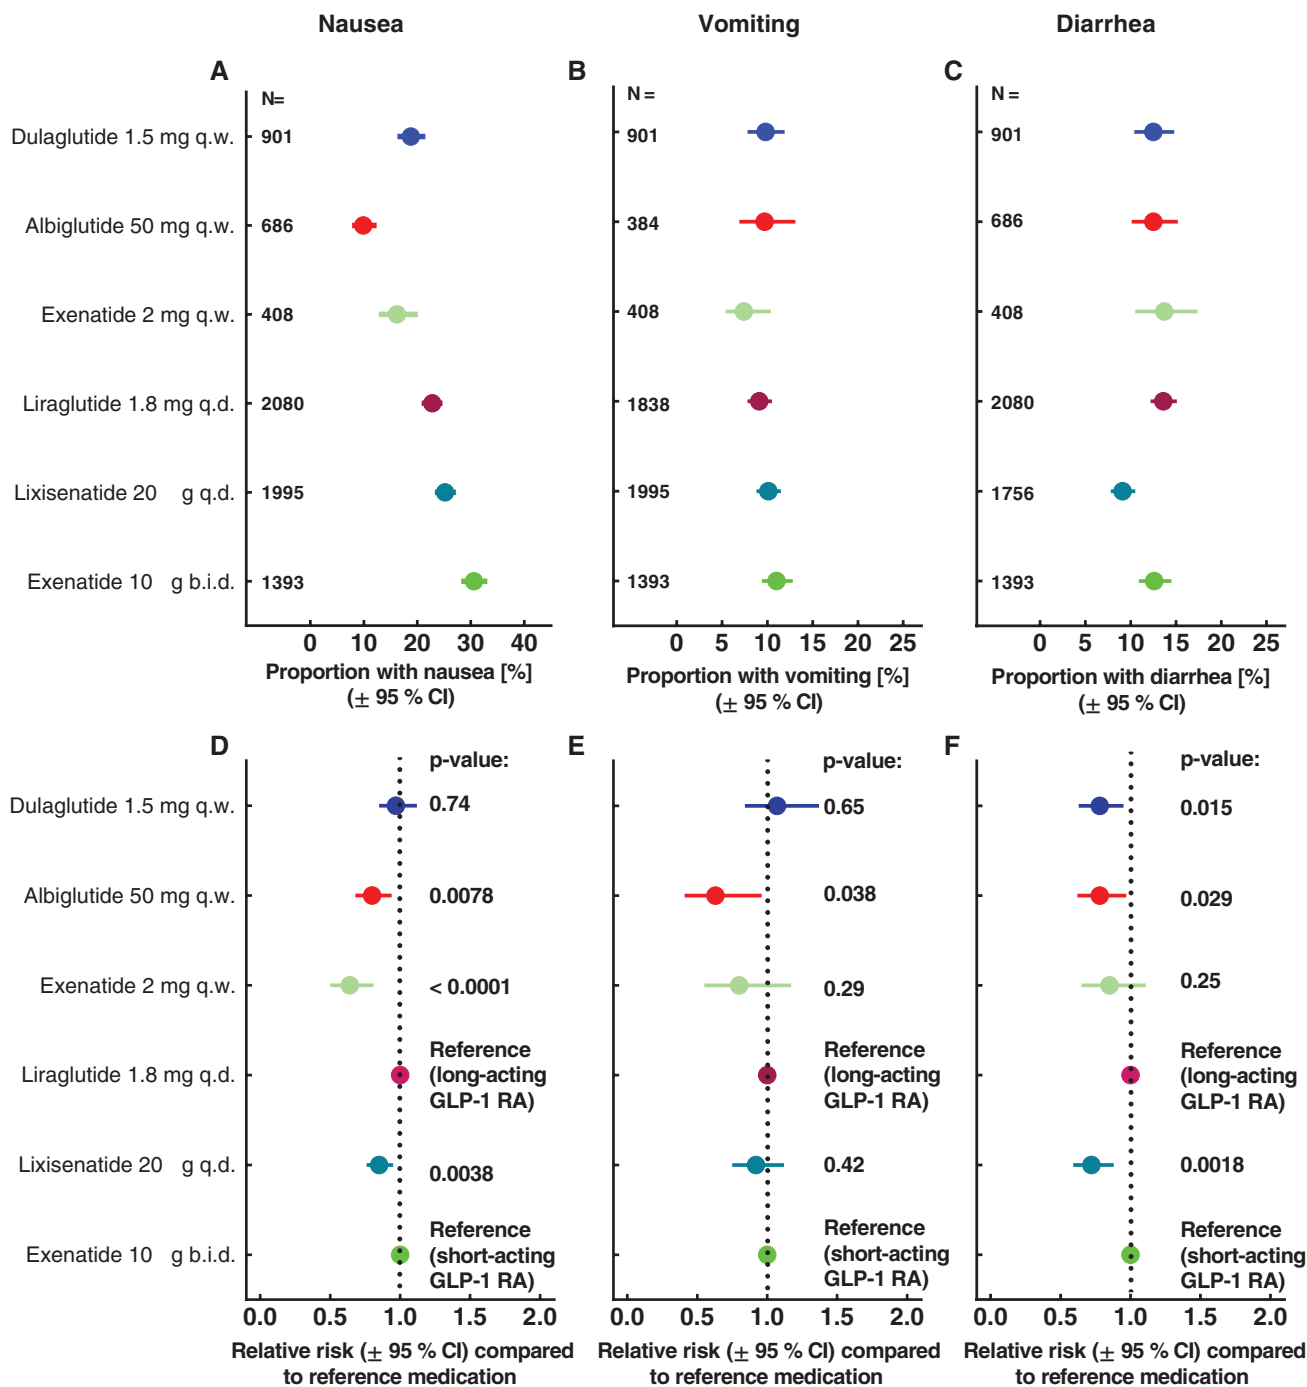 Nausea Vomiting Diarrhea
A B C
N= N = N =
Dulaglutide 1.5 mg q.w. 901 901 901
Albiglutide 50 mg q.w. 686 384 686
Exenatide 2 mg q.w. 408 408 408
Liraglutide 1.8 mg q.d. 2080 1838 2080
Lixisenatide 20 g q.d. 1995 1995 1756
Exenatide 10 g b.i.d. 1393 1393 1393
0 10 20 30 40 0 5 10 15 20 25 0 5 10 15 20 25
Proportion with nausea [%] Proportion with vomiting [%] Proportion with diarrhea [%]
(± 95 % CI) (± 95 % CI) (± 95 % CI)
D E F
p-value: p-value: p-value:
Dulaglutide 1.5 mg q.w. 0.74 0.65 0.015
Albiglutide 50 mg q.w. 0.0078 0.038 0.029
Exenatide 2 mg q.w. < 0.0001 0.29 0.25
Reference Reference Reference
Liraglutide 1.8 mg q.d. (long-acting (long-acting (long-acting
GLP-1 RA) GLP-1 RA) GLP-1 RA)
Lixisenatide 20 g q.d. 0.0038 0.42 0.0018
Reference Reference Reference
Exenatide 10 g b.i.d. (short-acting (short-acting (short-acting
GLP-1 RA) GLP-1 RA) GLP-1 RA)
0.0 0.5 1.0 1.5 2.0 0.0 0.5 1.0 1.5 2.0 0.0 0.5 1.0 1.5 2.0
Relative risk (± 95 % CI) compared Relative risk (± 95 % CI) compared Relative risk (± 95 % CI) compared
to reference medication to reference medication to reference medication